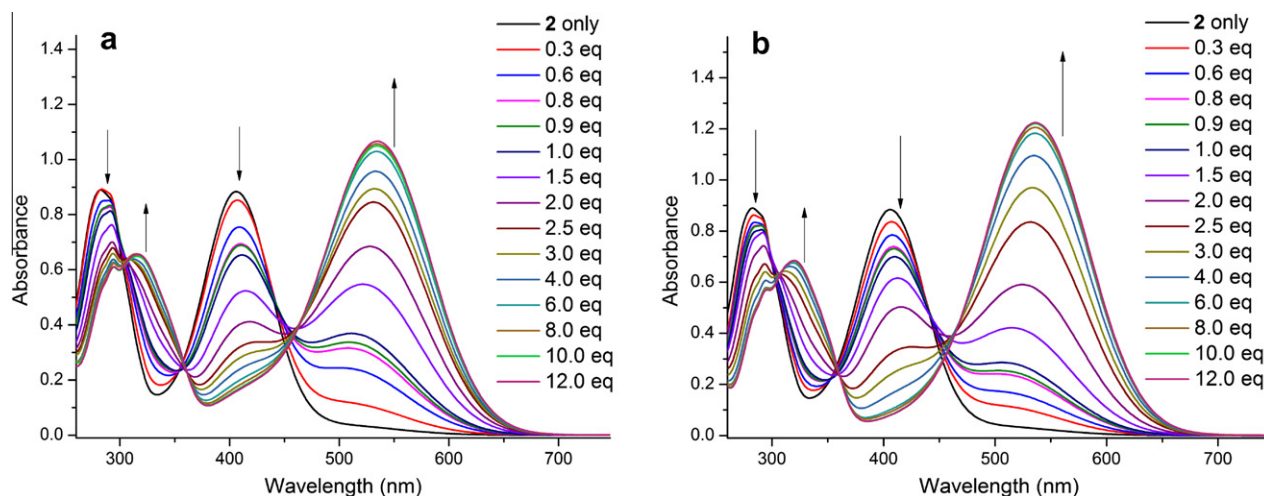 a
2 only
0.3 eq
0.6 eq
0.8 eq
0.9 eq
1.0 eq
1.5 eq
2.0 eq
2.5 eq
3.0 eq
4.0 eq
6.0 eq
8.0 eq
10.0 eq
12.0 eq
1.4
1.2
1.0
0.8
0.6
0.4
0.2
0.0
Absorbance
300 400 500 600 700
Wavelength (nm)
b
2 only
0.3 eq
0.6 eq
0.8 eq
0.9 eq
1.0 eq
1.5 eq
2.0 eq
2.5 eq
3.0 eq
4.0 eq
6.0 eq
8.0 eq
10.0 eq
12.0 eq
1.4
1.2
1.0
0.8
0.6
0.4
0.2
0.0
Absorbance
300 400 500 600 700
Wavelength (nm)